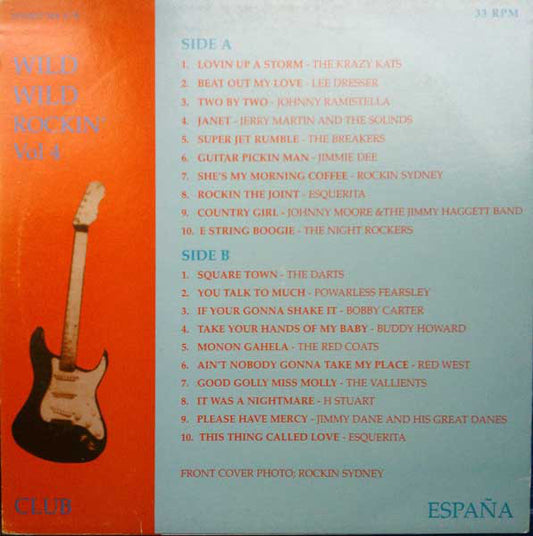 33 RPM
WILD
WILD
ROCKIN'
Vol 4
SIDE A
1. LOVIN UP A STORM - THE KRAZY KATS
2. BEAT OUT MY LOVE - LEE DRESSER
3. TWO BY TWO - JOHNNY RAMISTELLA
4. JANET - JERRY MARTIN AND THE SOUNDS
5. SUPER JET RUMBLE - THE BREAKERS
6. GUITAR PICKIN MAN - JIMMIE DEE
7. SHE'S MY MORNING COFFEE - ROCKIN SYDNEY
8. ROCKIN THE JOINT - ESQUERITA
9. COUNTRY GIRL - JOHNNY MOORE &THE JIMMY HAGGETT BAND
10. E STRING BOOGIE - THE NIGHT ROCKERS
SIDE B
1. SQUARE TOWN - THE DARTS
2. YOU TALK TO MUCH - POWARLESS FEARSLEY
3. IF YOUR GONNA SHAKE IT - BOBBY CARTER
4. TAKE YOUR HANDS OF MY BABY - BUDDY HOWARD
5. MONON GAHELA - THE RED COATS
6. AIN'T NOBODY GONNA TAKE MY PLACE - RED WEST
7. GOOD GOLLY MISS MOLLY - THE VALLIENTS
8. IT WAS A NIGHTMARE - H STUART
9. PLEASE HAVE MERCY - JIMMY DANE AND HIS GREAT DANES
10. THIS THING CALLED LOVE - ESQUERITA
FRONT COVER PHOTO; ROCKIN SYDNEY
CLUB
ESPAÑA